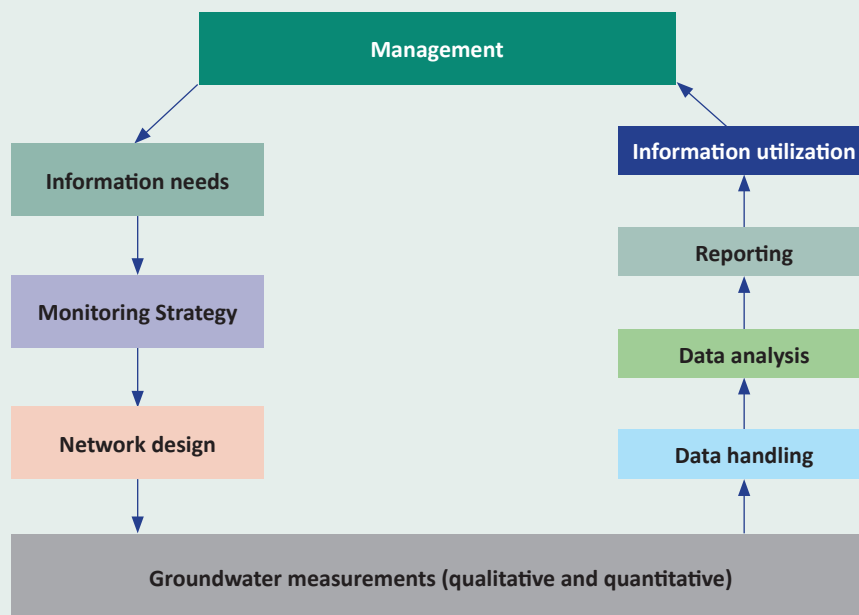 Management
Information needs
Monitoring Strategy
Network design
Groundwater measurements (qualitative and quantitative)
Data handling
Data analysis
Reporting
Information utilization